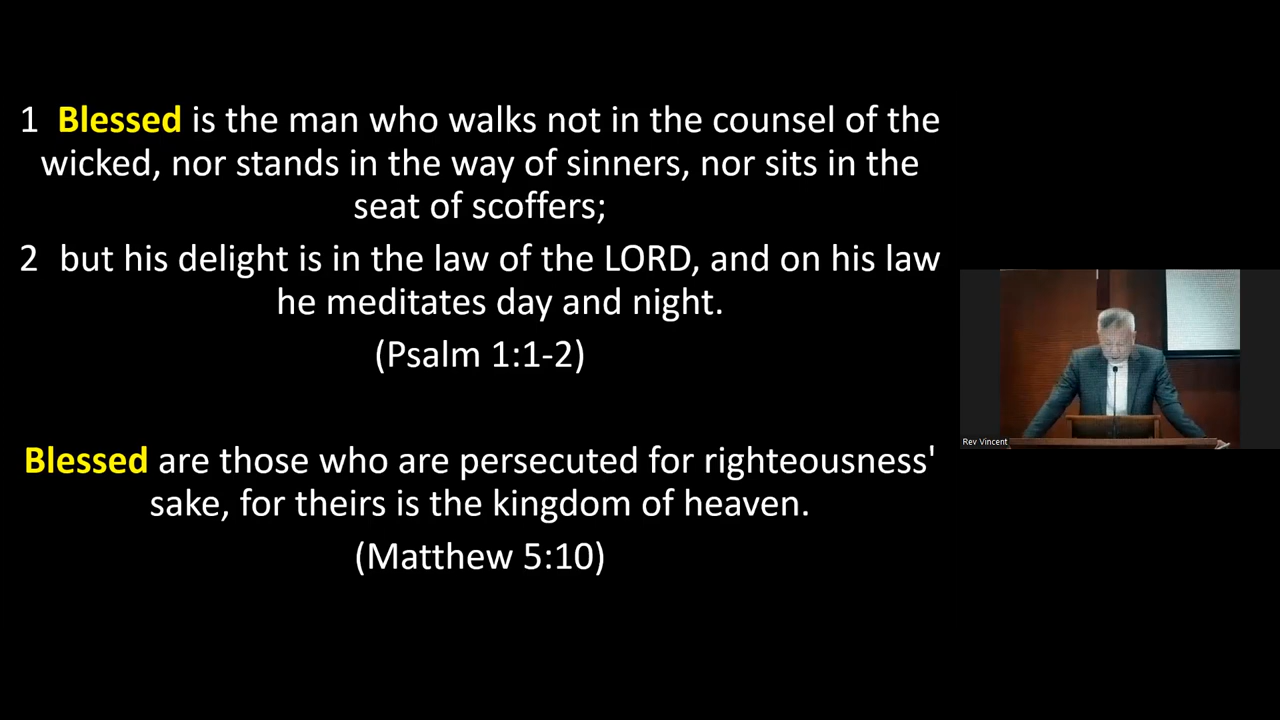 1  Blessed is the man who walks not in the counsel of the
wicked, nor stands in the way of sinners, nor sits in the
seat of scoffers;
2  but his delight is in the law of the LORD, and on his law
he meditates day and night.
(Psalm 1:1-2)
Blessed are those who are persecuted for righteousness'
sake, for theirs is the kingdom of heaven.
(Matthew 5:10)
Rev Vincent